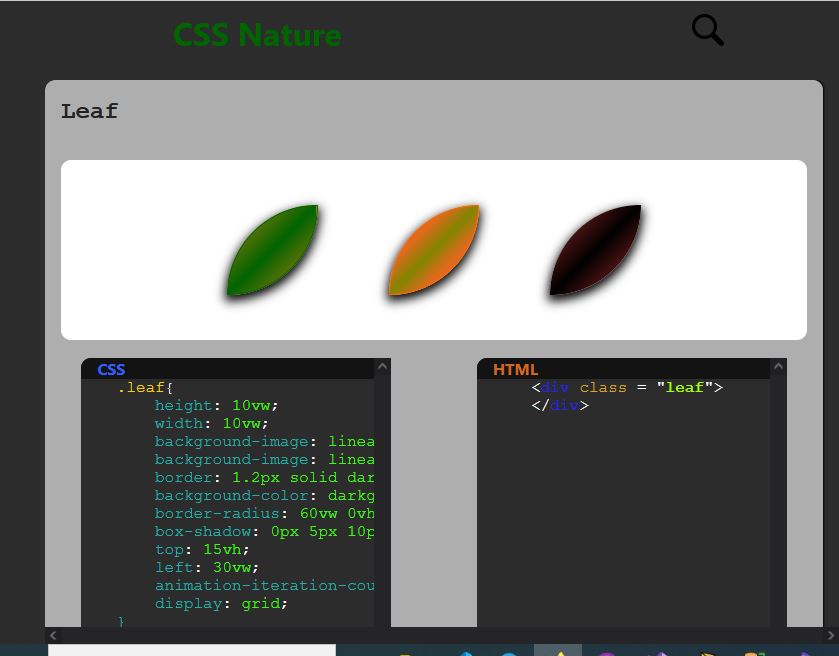 CSS Nature
Leaf
CSS
.leaf{
height: 10vw;
width: 10vw;
background-image: linea
background-image: linea
border: 1.2px solid dar
background-color: darkg
border-radius: 60vw 0vh
box-shadow: 0px 5px 10p
top: 15vh;
left: 30vw;
animation-iteration-cou
display: grid;
}
HTML
<div class = "leaf">
</div>